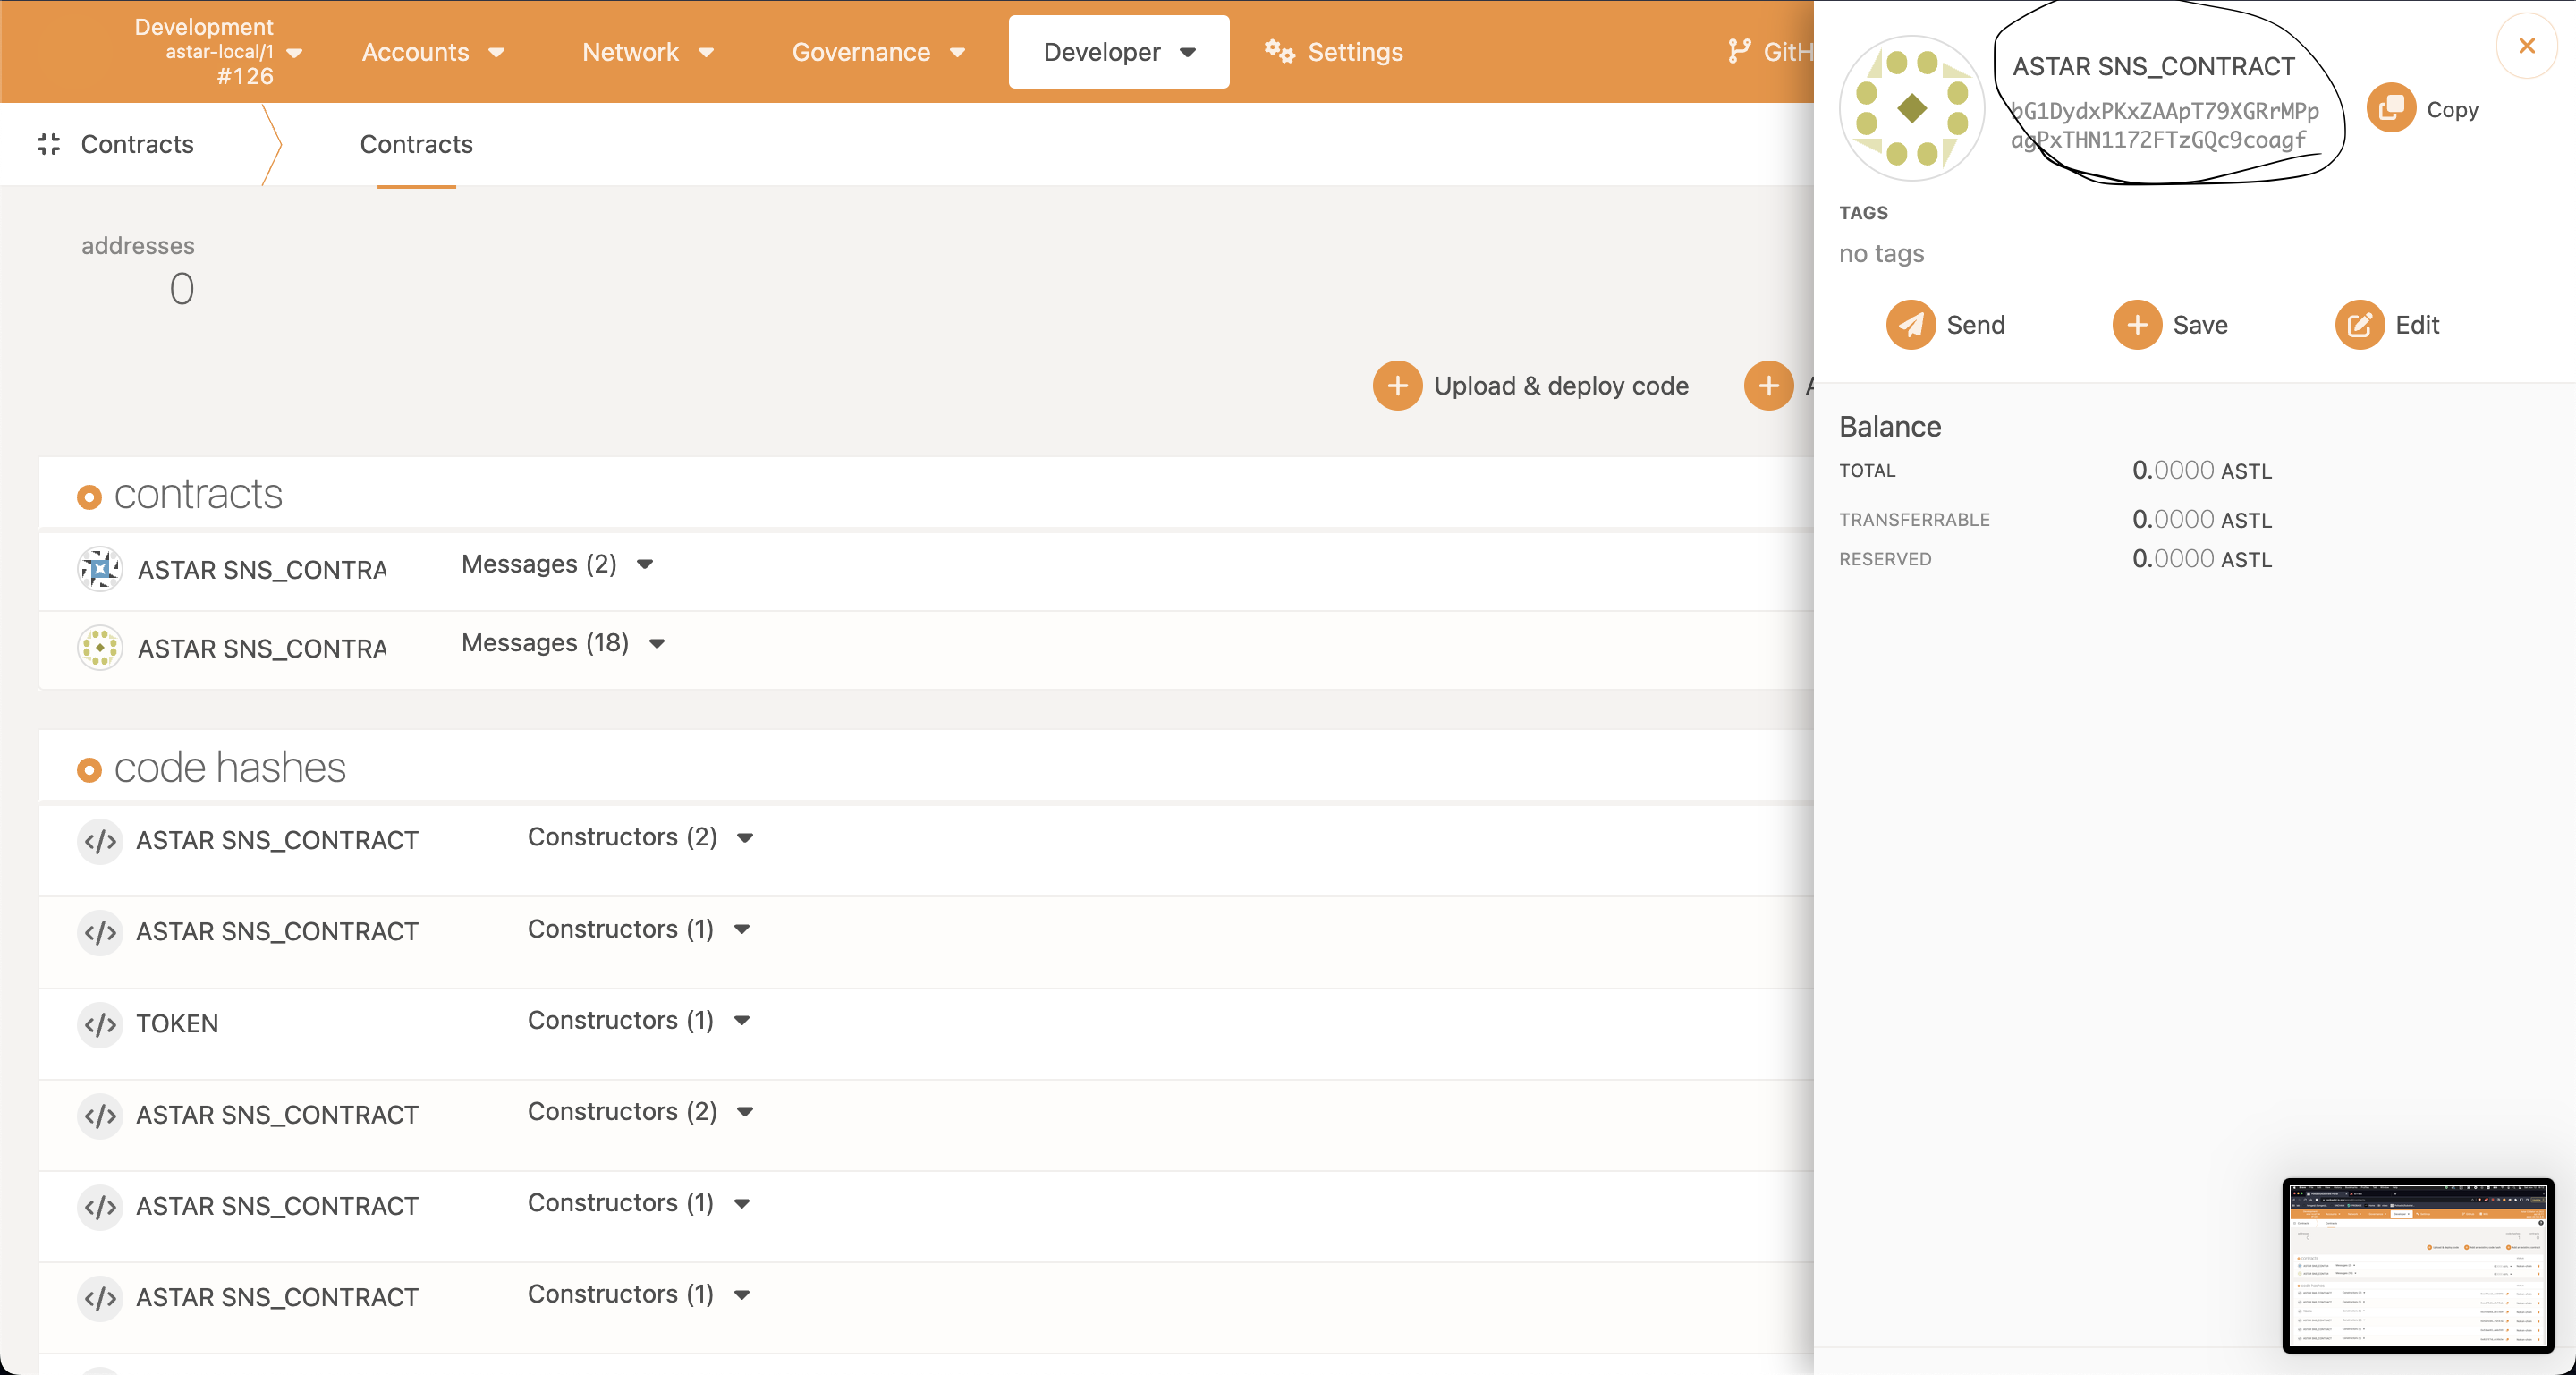 Development
astar-local/1
#126
Accounts
Network
Governance
Developer
Settings
GitH
Contracts
Contracts
addresses
0
Upload & deploy code
contracts
ASTAR SNS_CONTRA
Messages (2)
ASTAR SNS_CONTRA
Messages (18)
code hashes
ASTAR SNS_CONTRACT
Constructors (2)
ASTAR SNS_CONTRACT
Constructors (1)
TOKEN
Constructors (1)
ASTAR SNS_CONTRACT
Constructors (2)
ASTAR SNS_CONTRACT
Constructors (1)
ASTAR SNS_CONTRACT
Constructors (1)
ASTAR SNS_CONTRACT
bG1DydxPKxZAApT79XGRrMPp
agPxTHN1172FTzGQc9coagf
Copy
TAGS
no tags
Send
Save
Edit
Balance
TOTAL
0.0000 ASTL
TRANSFERRABLE
0.0000 ASTL
RESERVED
0.0000 ASTL